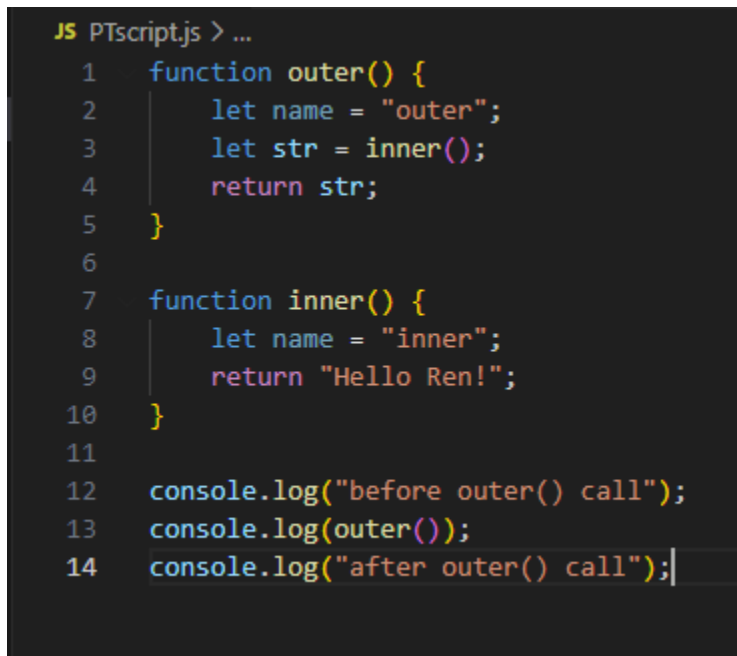 JS PTscript.js > ...
1 function outer() {
2     let name = "outer";
3     let str = inner();
4     return str;
5 }
6
7 function inner() {
8     let name = "inner";
9     return "Hello Ren!";
10 }
11
12 console.log("before outer() call");
13 console.log(outer());
14 console.log("after outer() call");